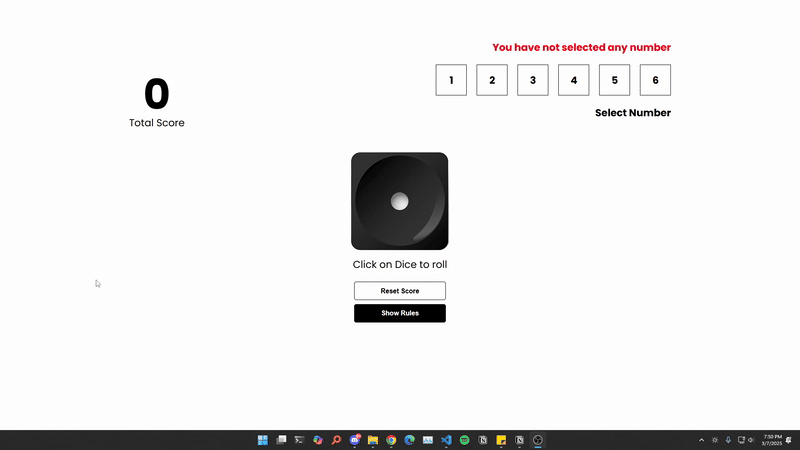 You have not selected any number
1 2 3 4 5 6
Select Number
0
Total Score
Click on Dice to roll
Reset Score
Show Rules
7:50 PM
3/7/2025